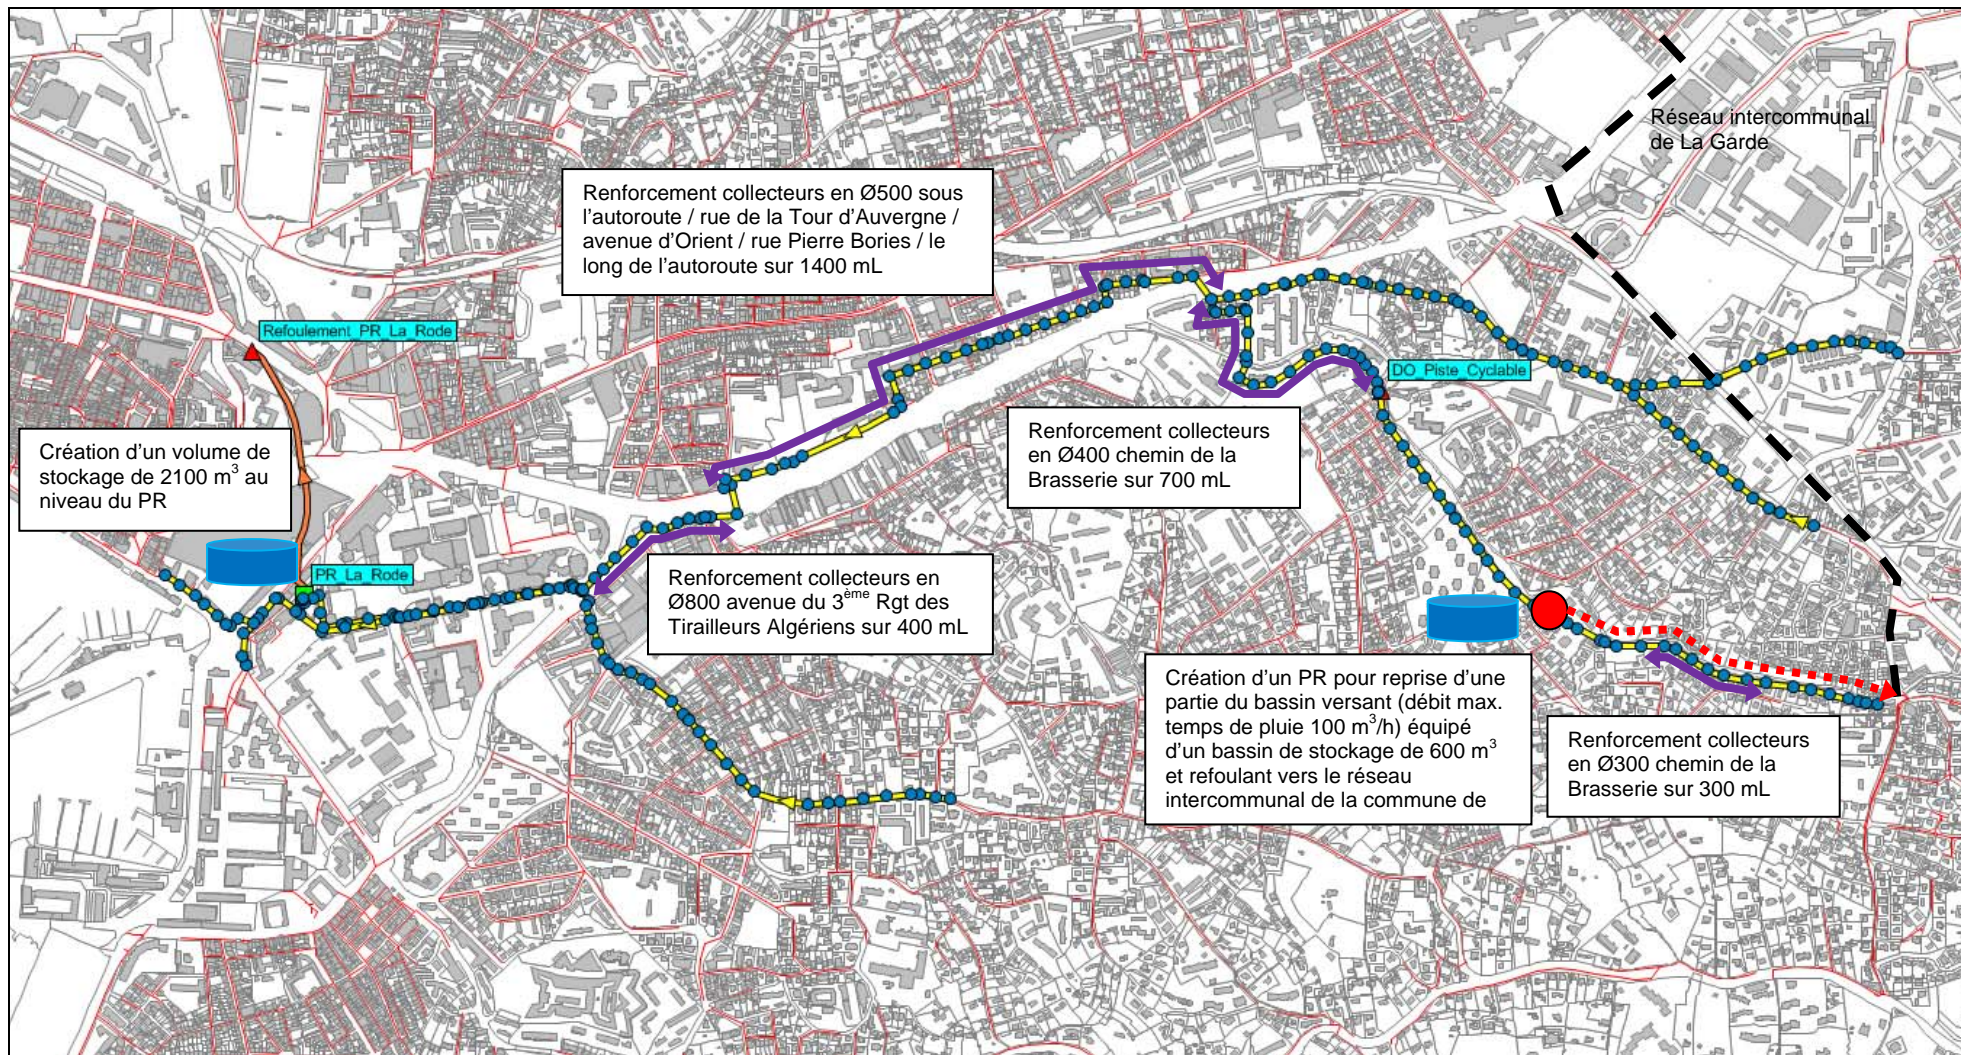 Réseau intercommunal
de La Garde
Renforcement collecteurs en Ø500 sous
l'autoroute / rue de la Tour d'Auvergne /
avenue d'Orient / rue Pierre Bories / le
long de l'autoroute sur 1400 mL
Refoulement_PR_La_Rode
DO_Piste_Cyclable
Création d'un volume de
stockage de 2100 m³ au
niveau du PR
Renforcement collecteurs
en Ø400 chemin de la
Brasserie sur 700 mL
PR_La_Rode
Renforcement collecteurs en
Ø800 avenue du 3ème Rgt des
Tirailleurs Algériens sur 400 mL
Création d'un PR pour reprise d'une
partie du bassin versant (débit max.
temps de pluie 100 m³/h) équipé
d'un bassin de stockage de 600 m³
et refoulant vers le réseau
intercommunal de la commune de
Renforcement collecteurs
en Ø300 chemin de la
Brasserie sur 300 mL